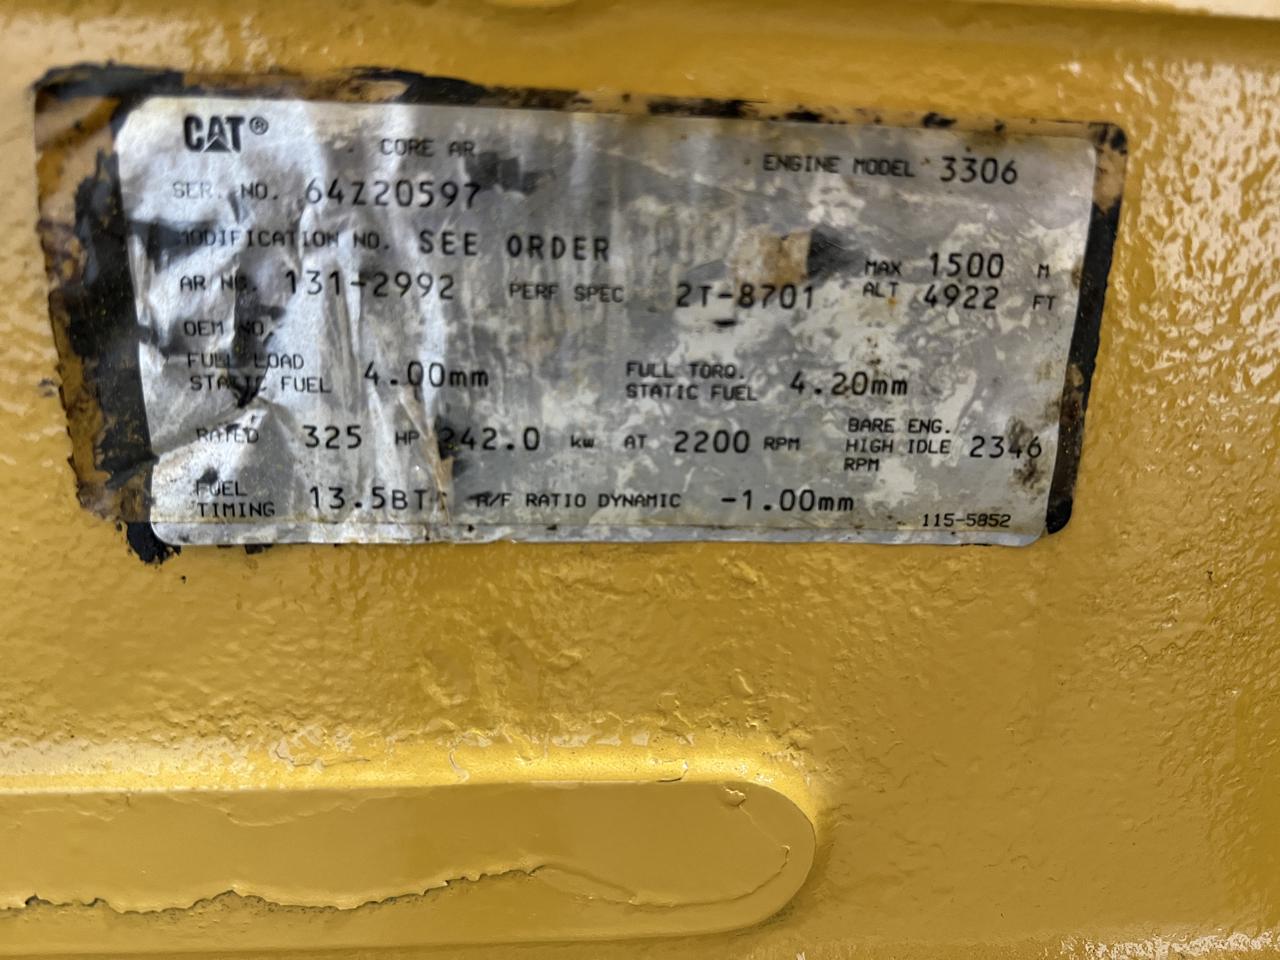 CAT®
CORE AR
ENGINE MODEL 3306
SER. NO. 64Z20597
MODIFICATION NO. SEE ORDER
AR NO. 131-2992 PERF SPEC 2T-8701 MAX ALT 1500 M 4922 FT
OEM NO.
FULL LOAD STATIC FUEL 4.00mm FULL TORQ. STATIC FUEL 4.20mm
RATED 325 HP 242.0 kw AT 2200 RPM BARE ENG. HIGH IDLE RPM 2346
FUEL TIMING 13.5BTC A/F RATIO DYNAMIC -1.00mm
115-5852